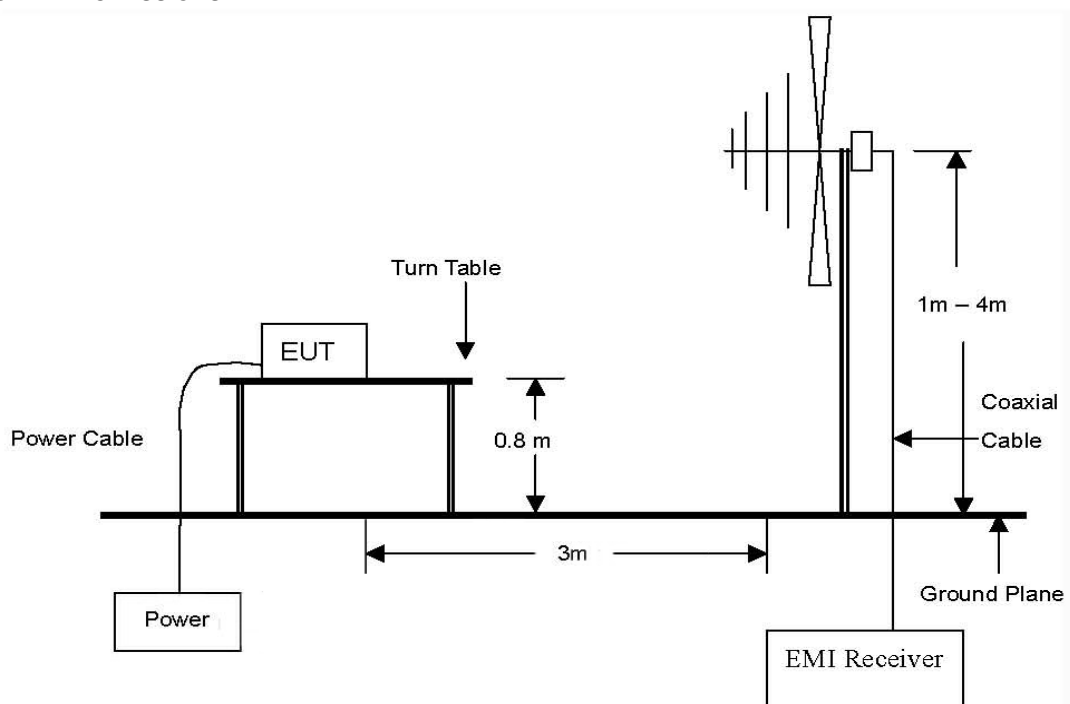 Turn Table
EUT
1m – 4m
Power Cable
0.8 m
Coaxial
Cable
3m
Ground Plane
Power
EMI Receiver